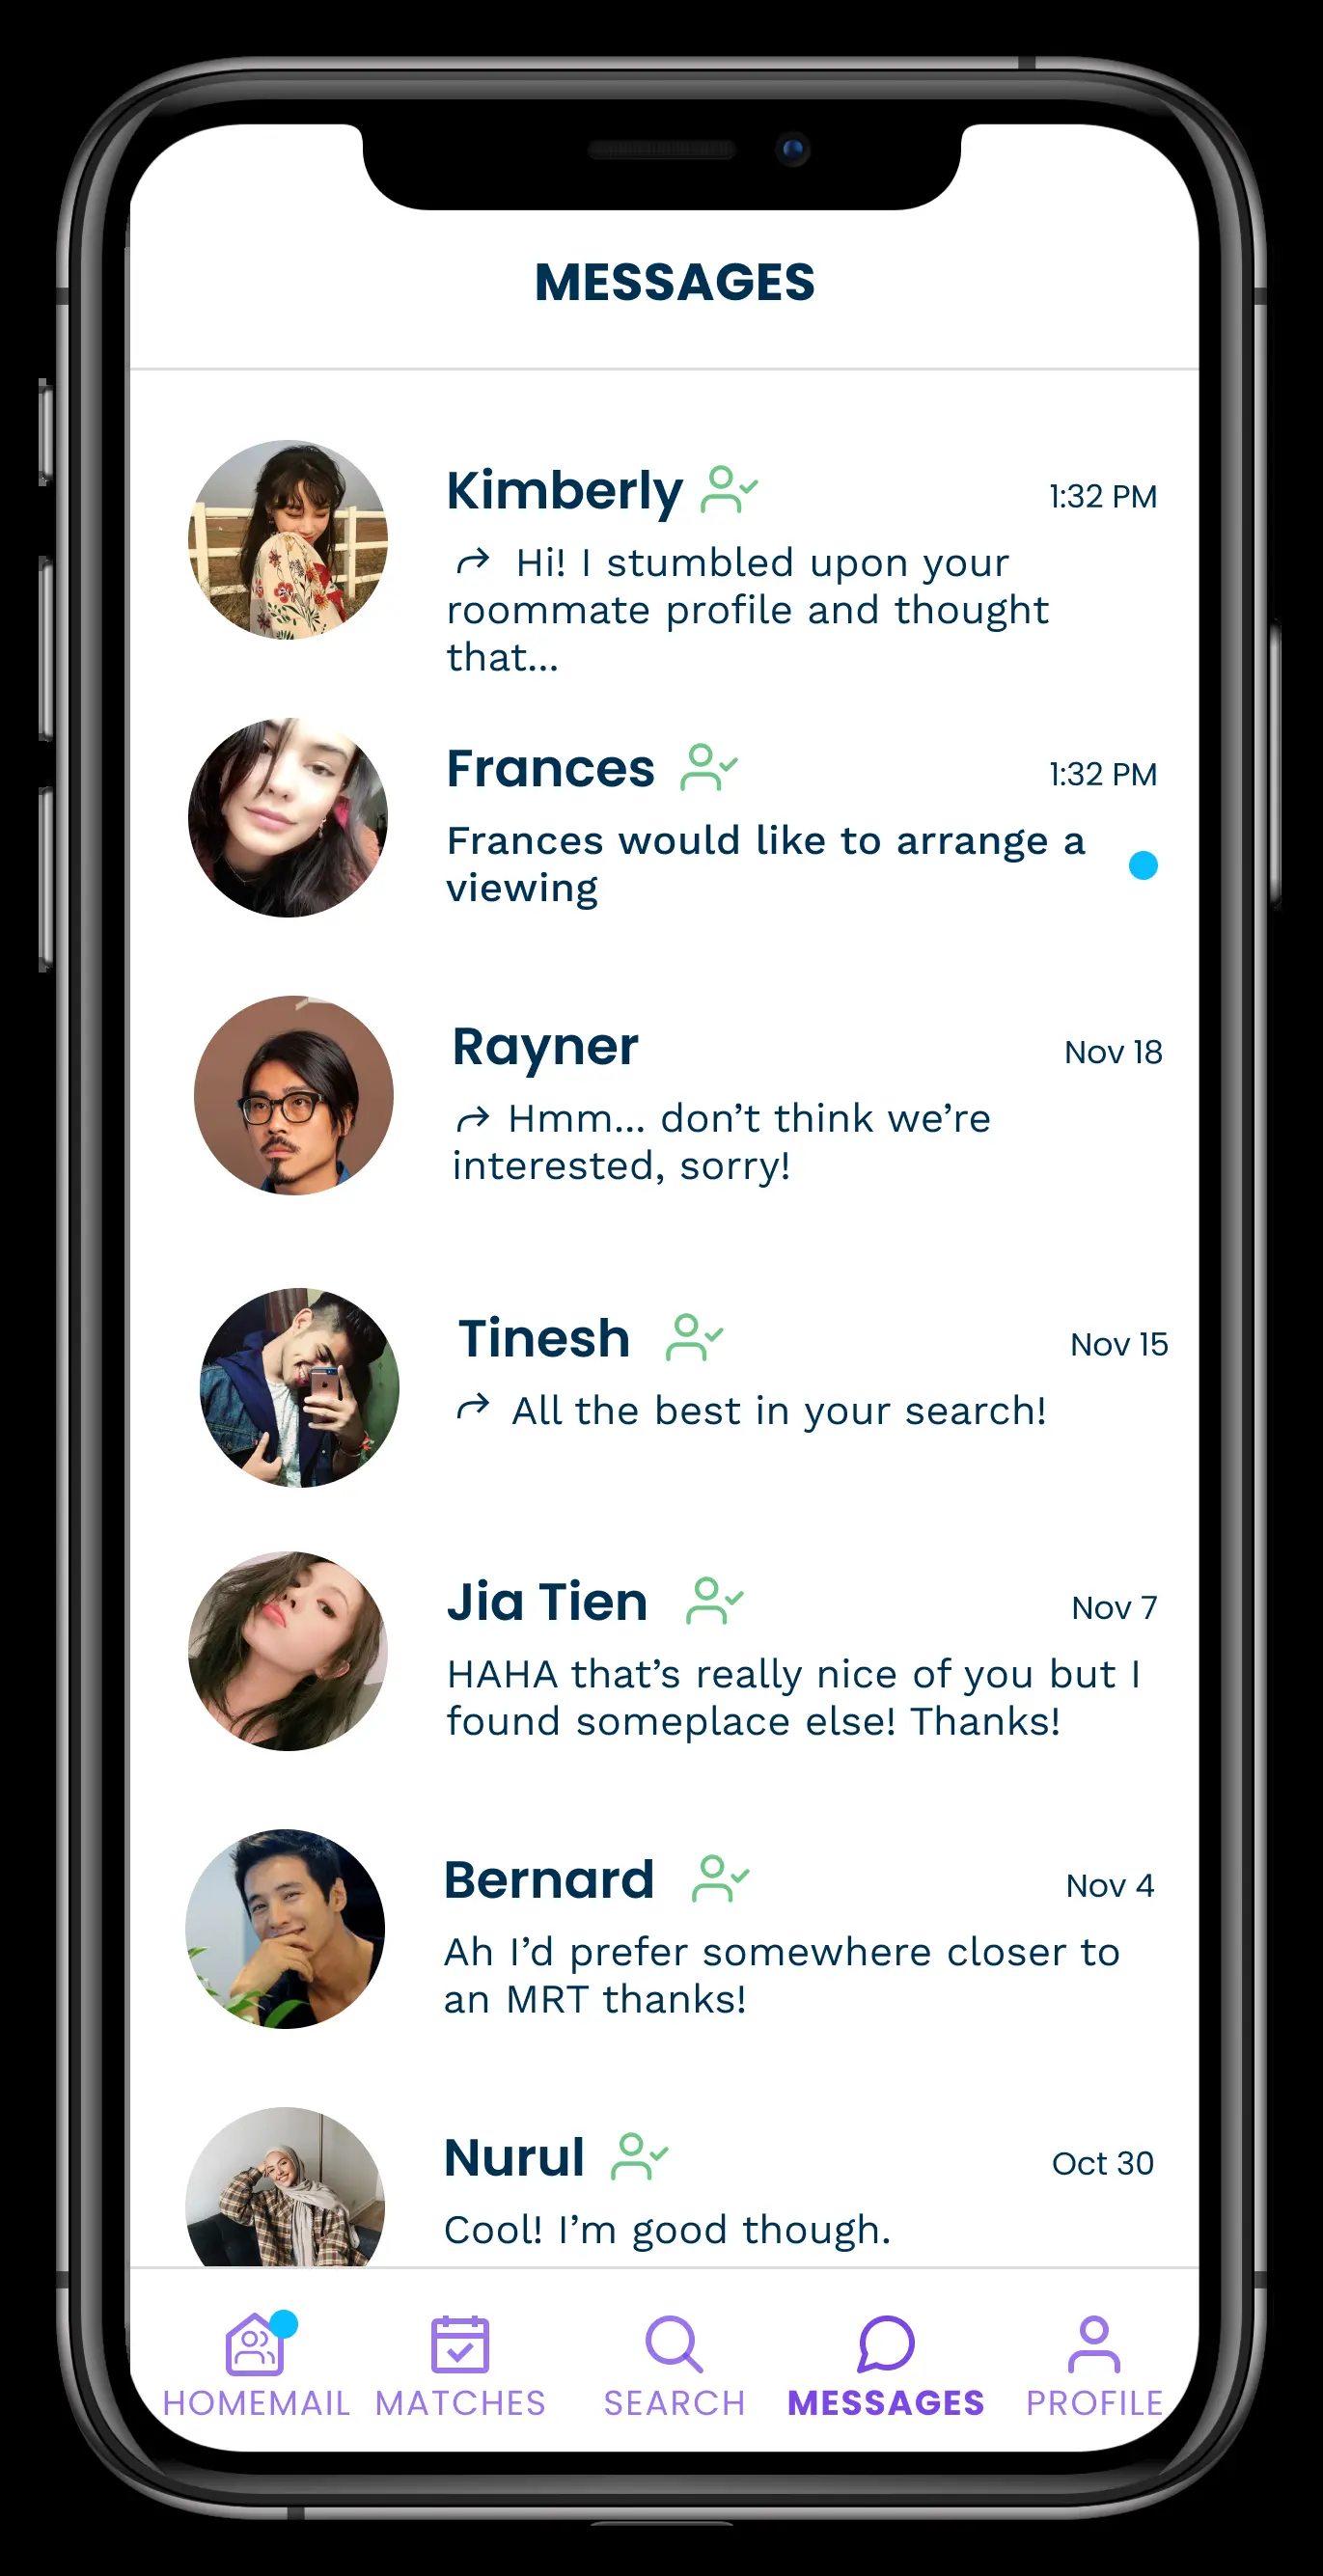 MESSAGES
Kimberly
1:32 PM
Hi! I stumbled upon your
roommate profile and thought
that...
Frances
1:32 PM
Frances would like to arrange a
viewing
Rayner
Nov 18
Hmm... don’t think we’re
interested, sorry!
Tinesh
Nov 15
All the best in your search!
Jia Tien
Nov 7
HAHA that’s really nice of you but I
found someplace else! Thanks!
Bernard
Nov 4
Ah I’d prefer somewhere closer to
an MRT thanks!
Nurul
Oct 30
Cool! I’m good though.
HOMEMAIL MATCHES SEARCH MESSAGES PROFILE